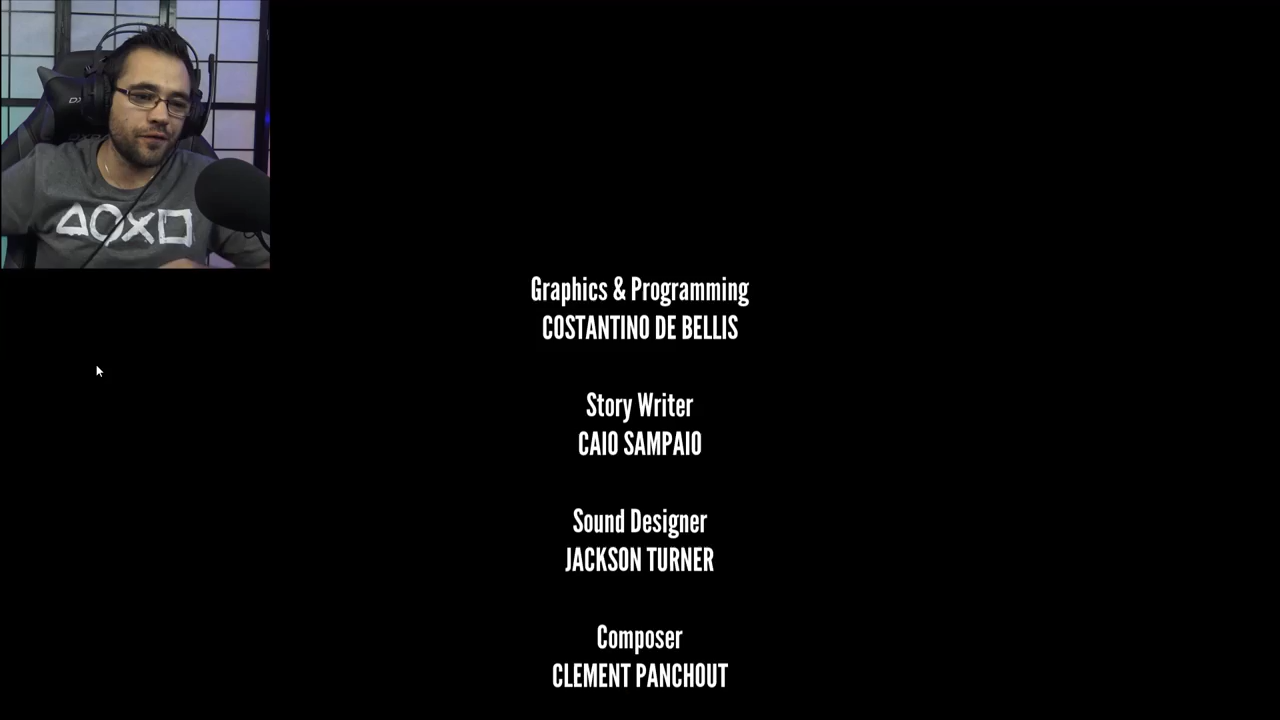 Graphics & Programming
COSTANTINO DE BELLIS
Story Writer
CAIO SAMPAIO
Sound Designer
JACKSON TURNER
Composer
CLEMENT PANCHOUT